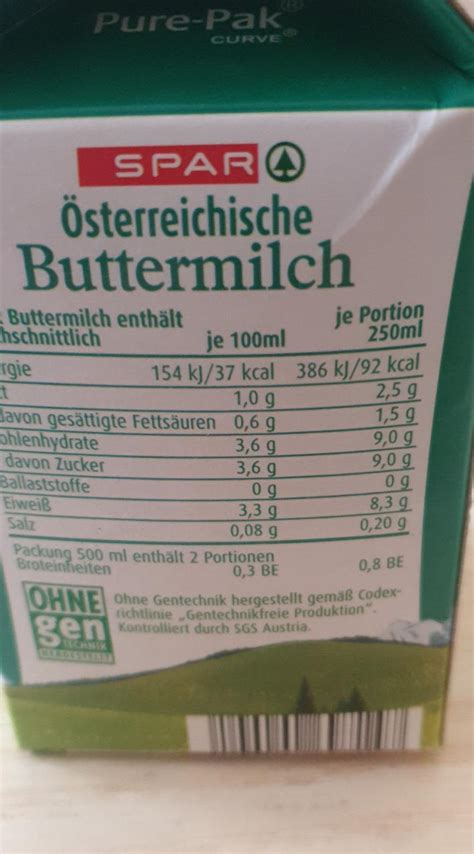 Pure-Pak®
CURVE®
SPAR
Österreichische
Buttermilch
Buttermilch enthält
je 100ml
je Portion
250ml
154 kJ/37 kcal 386 kJ/92 kcal
1,0 g 2,5 g
davon gesättigte Fettsäuren 0,6 g 1,5 g
3,6 g 9,0 g
davon Zucker 3,6 g 9,0 g
Ballaststoffe 0 g 0 g
Eiweiß 3,3 g 8,3 g
Salz 0,08 g 0,20 g
Packung 500 ml enthält 2 Portionen
Broteinheiten 0,3 BE 0,8 BE
OHNE
gen
TECHNIK
HERGESTELLT
Ohne Gentechnik hergestellt gemäß Codex-
richtlinie „Gentechnikfreie Produktion“.
Kontrolliert durch SGS Austria.